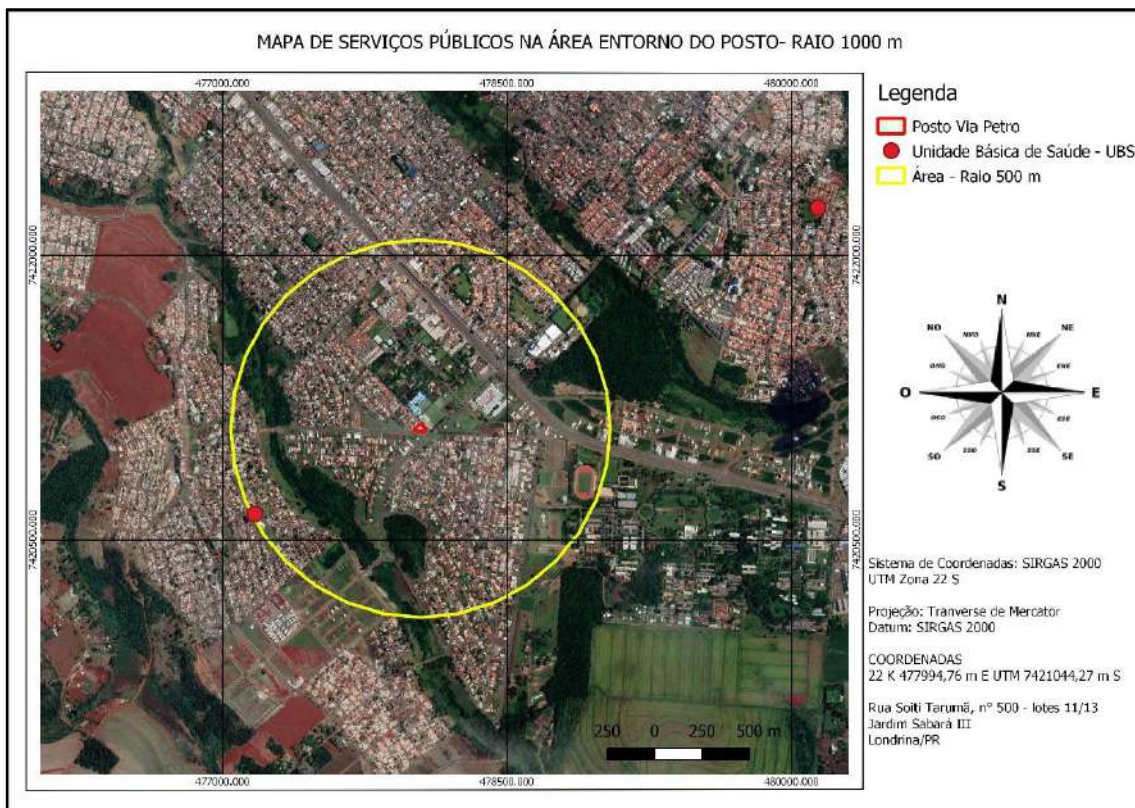 MAPA DE SERVIÇOS PÚBLICOS NA ÁREA ENTORNO DO POSTO- RAIO 1000 m
477000.000 478500.000 480000.000
7422000.000 7422000.000
7420500.000 7420500.000
250 0 250 500 m
477000.000 478500.000 480000.000
Legenda
Posto Via Petro
Unidade Básica de Saúde - UBS
Área - Raio 500 m
N
NO NE
NNE
ENE
O E
ESE
SSE
SO SE
S
Sistema de Coordenadas: SIRGAS 2000
UTM Zona 22 S
Projeção: Tranverse de Mercator
Datum: SIRGAS 2000
COORDENADAS
22 K 477994,76 m E UTM 7421044,27 m S
Rua Soiti Tarumã, nº 500 - lotes 11/13
Jardim Sabará III
Londrina/PR